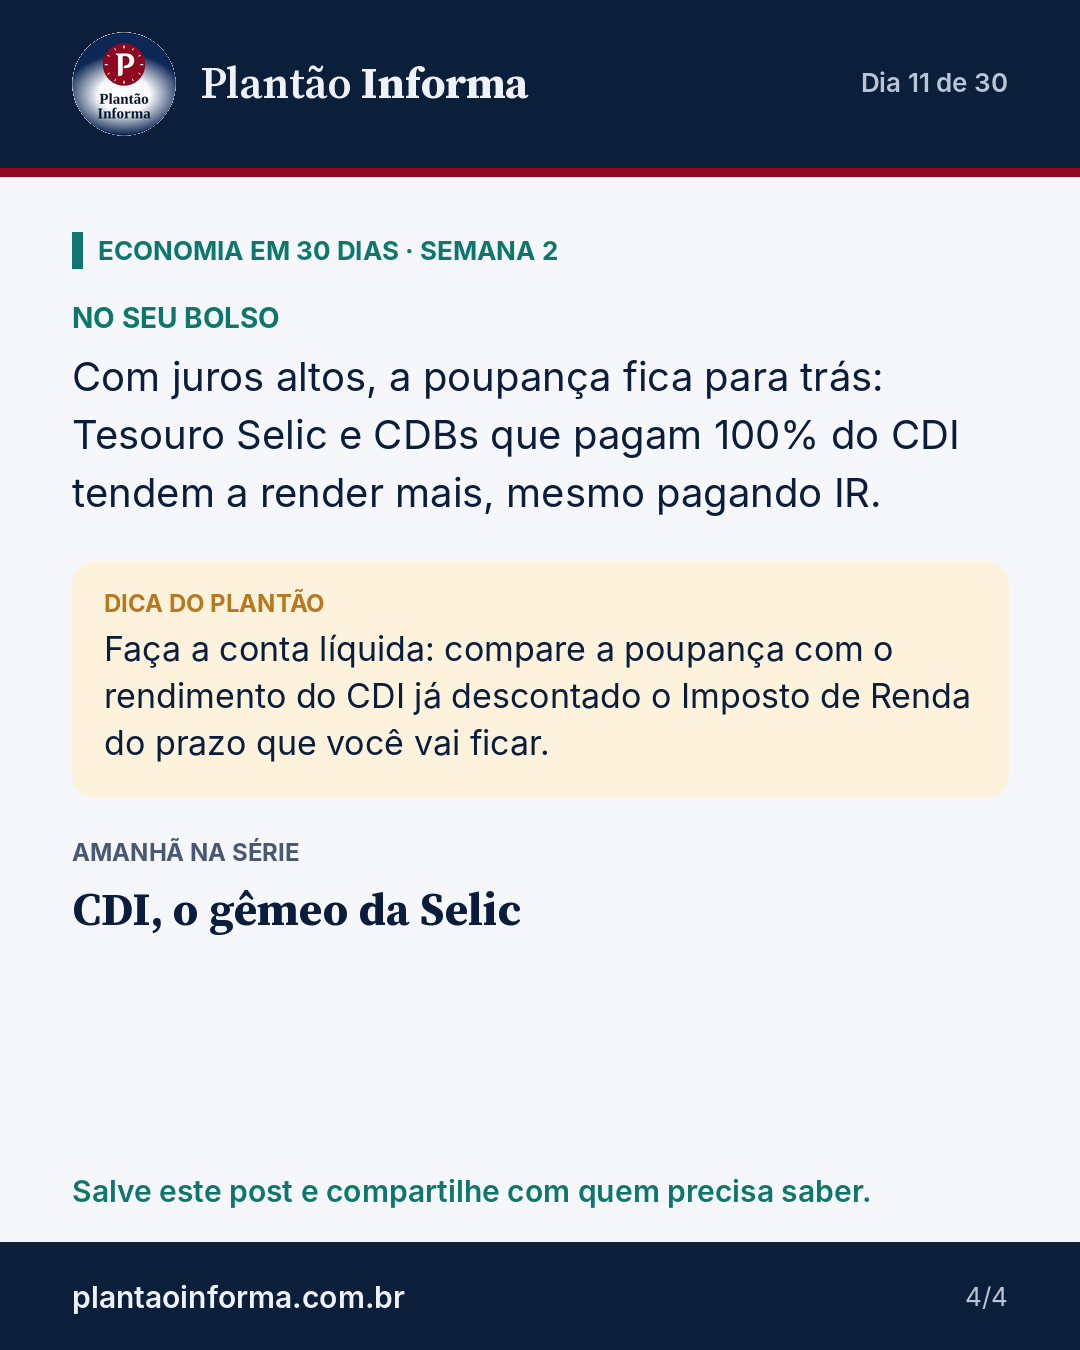 P
Plantão
Informa
Plantão Informa
Dia 11 de 30
ECONOMIA EM 30 DIAS · SEMANA 2
NO SEU BOLSO
Com juros altos, a poupança fica para trás:
Tesouro Selic e CDBs que pagam 100% do CDI
tendem a render mais, mesmo pagando IR.
DICA DO PLANTÃO
Faça a conta líquida: compare a poupança com o
rendimento do CDI já descontado o Imposto de Renda
do prazo que você vai ficar.
AMANHÃ NA SÉRIE
CDI, o gêmeo da Selic
Salve este post e compartilhe com quem precisa saber.
plantaoinforma.com.br
4/4